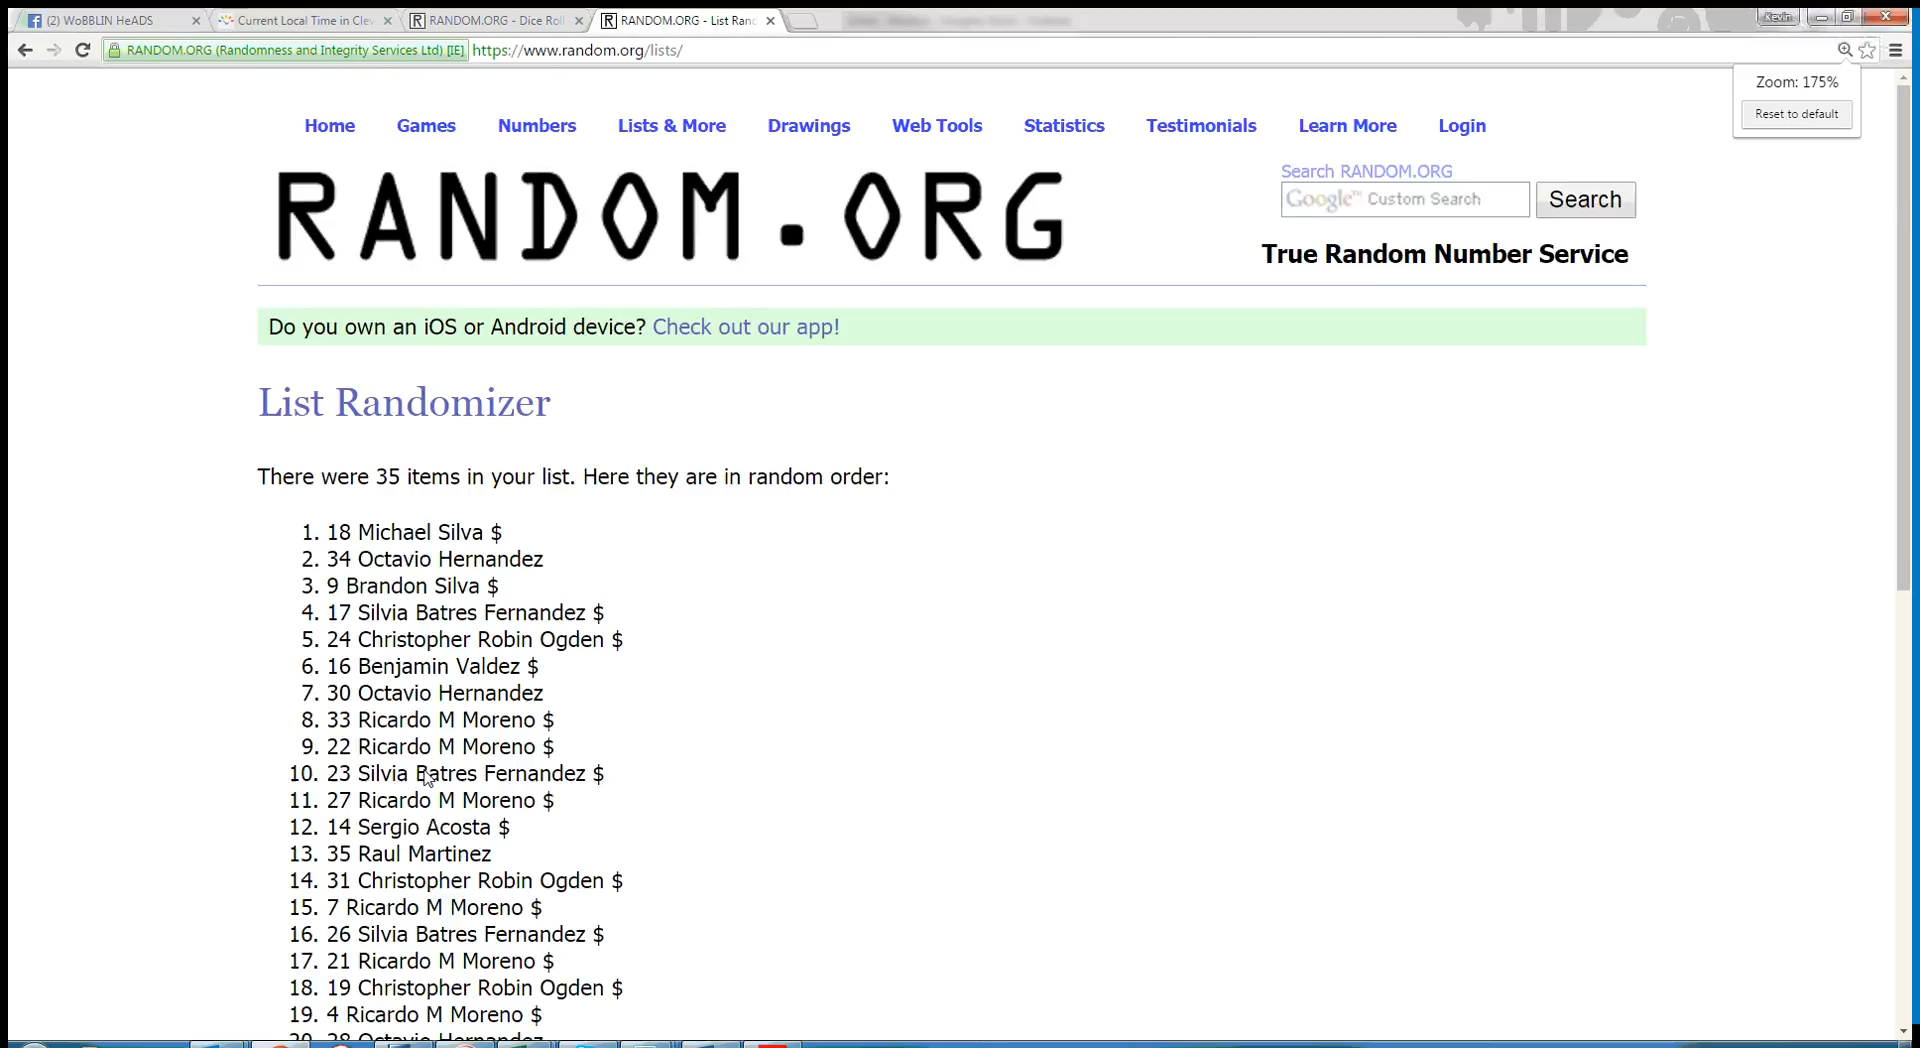 (2) WoBBLIN HeADS
Current Local Time in Clev
RANDOM.ORG - Dice Roll
RANDOM.ORG - List Ran
Kevin
RANDOM.ORG (Randomness and Integrity Services Ltd) [IE] https://www.random.org/lists/
Zoom: 175%
Reset to default
Home Games Numbers Lists & More Drawings Web Tools Statistics Testimonials Learn More Login
RANDOM.ORG
Search RANDOM.ORG
Google™ Custom Search Search
True Random Number Service
Do you own an iOS or Android device? Check out our app!
List Randomizer
There were 35 items in your list. Here they are in random order:
1. 18 Michael Silva $
2. 34 Octavio Hernandez
3. 9 Brandon Silva $
4. 17 Silvia Batres Fernandez $
5. 24 Christopher Robin Ogden $
6. 16 Benjamin Valdez $
7. 30 Octavio Hernandez
8. 33 Ricardo M Moreno $
9. 22 Ricardo M Moreno $
10. 23 Silvia Batres Fernandez $
11. 27 Ricardo M Moreno $
12. 14 Sergio Acosta $
13. 35 Raul Martinez
14. 31 Christopher Robin Ogden $
15. 7 Ricardo M Moreno $
16. 26 Silvia Batres Fernandez $
17. 21 Ricardo M Moreno $
18. 19 Christopher Robin Ogden $
19. 4 Ricardo M Moreno $
20. 28 Octavio Hernandez